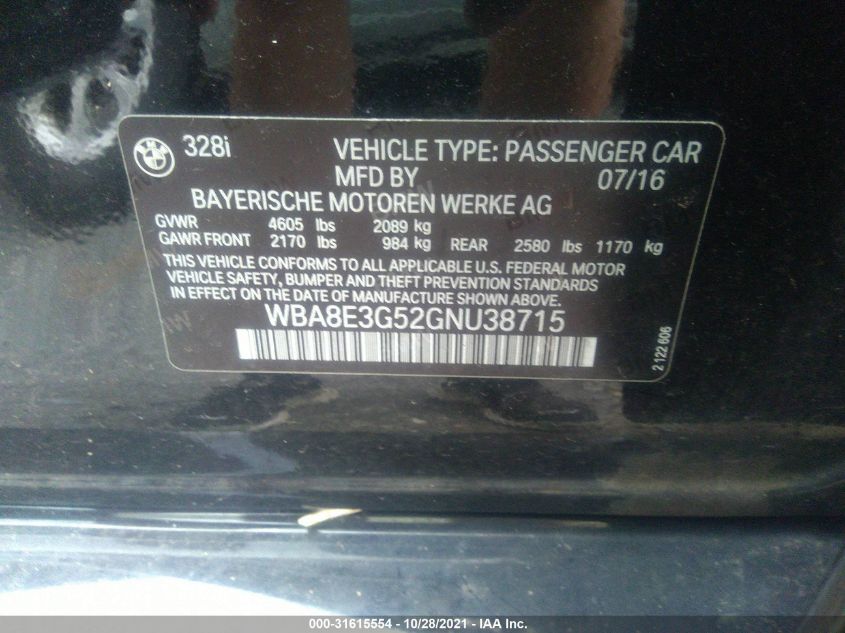 328i VEHICLE TYPE: PASSENGER CAR
MFD BY 07/16
BAYERISCHE MOTOREN WERKE AG
GVWR 4605 lbs 2089 kg
GAWR FRONT 2170 lbs 984 kg REAR 2580 lbs 1170 kg
THIS VEHICLE CONFORMS TO ALL APPLICABLE U.S. FEDERAL MOTOR
VEHICLE SAFETY, BUMPER AND THEFT PREVENTION STANDARDS
IN EFFECT ON THE DATE OF MANUFACTURE SHOWN ABOVE.
WBA8E3G52GNU38715
2 122 606
000-31615554 - 10/28/2021 - IAAI.com